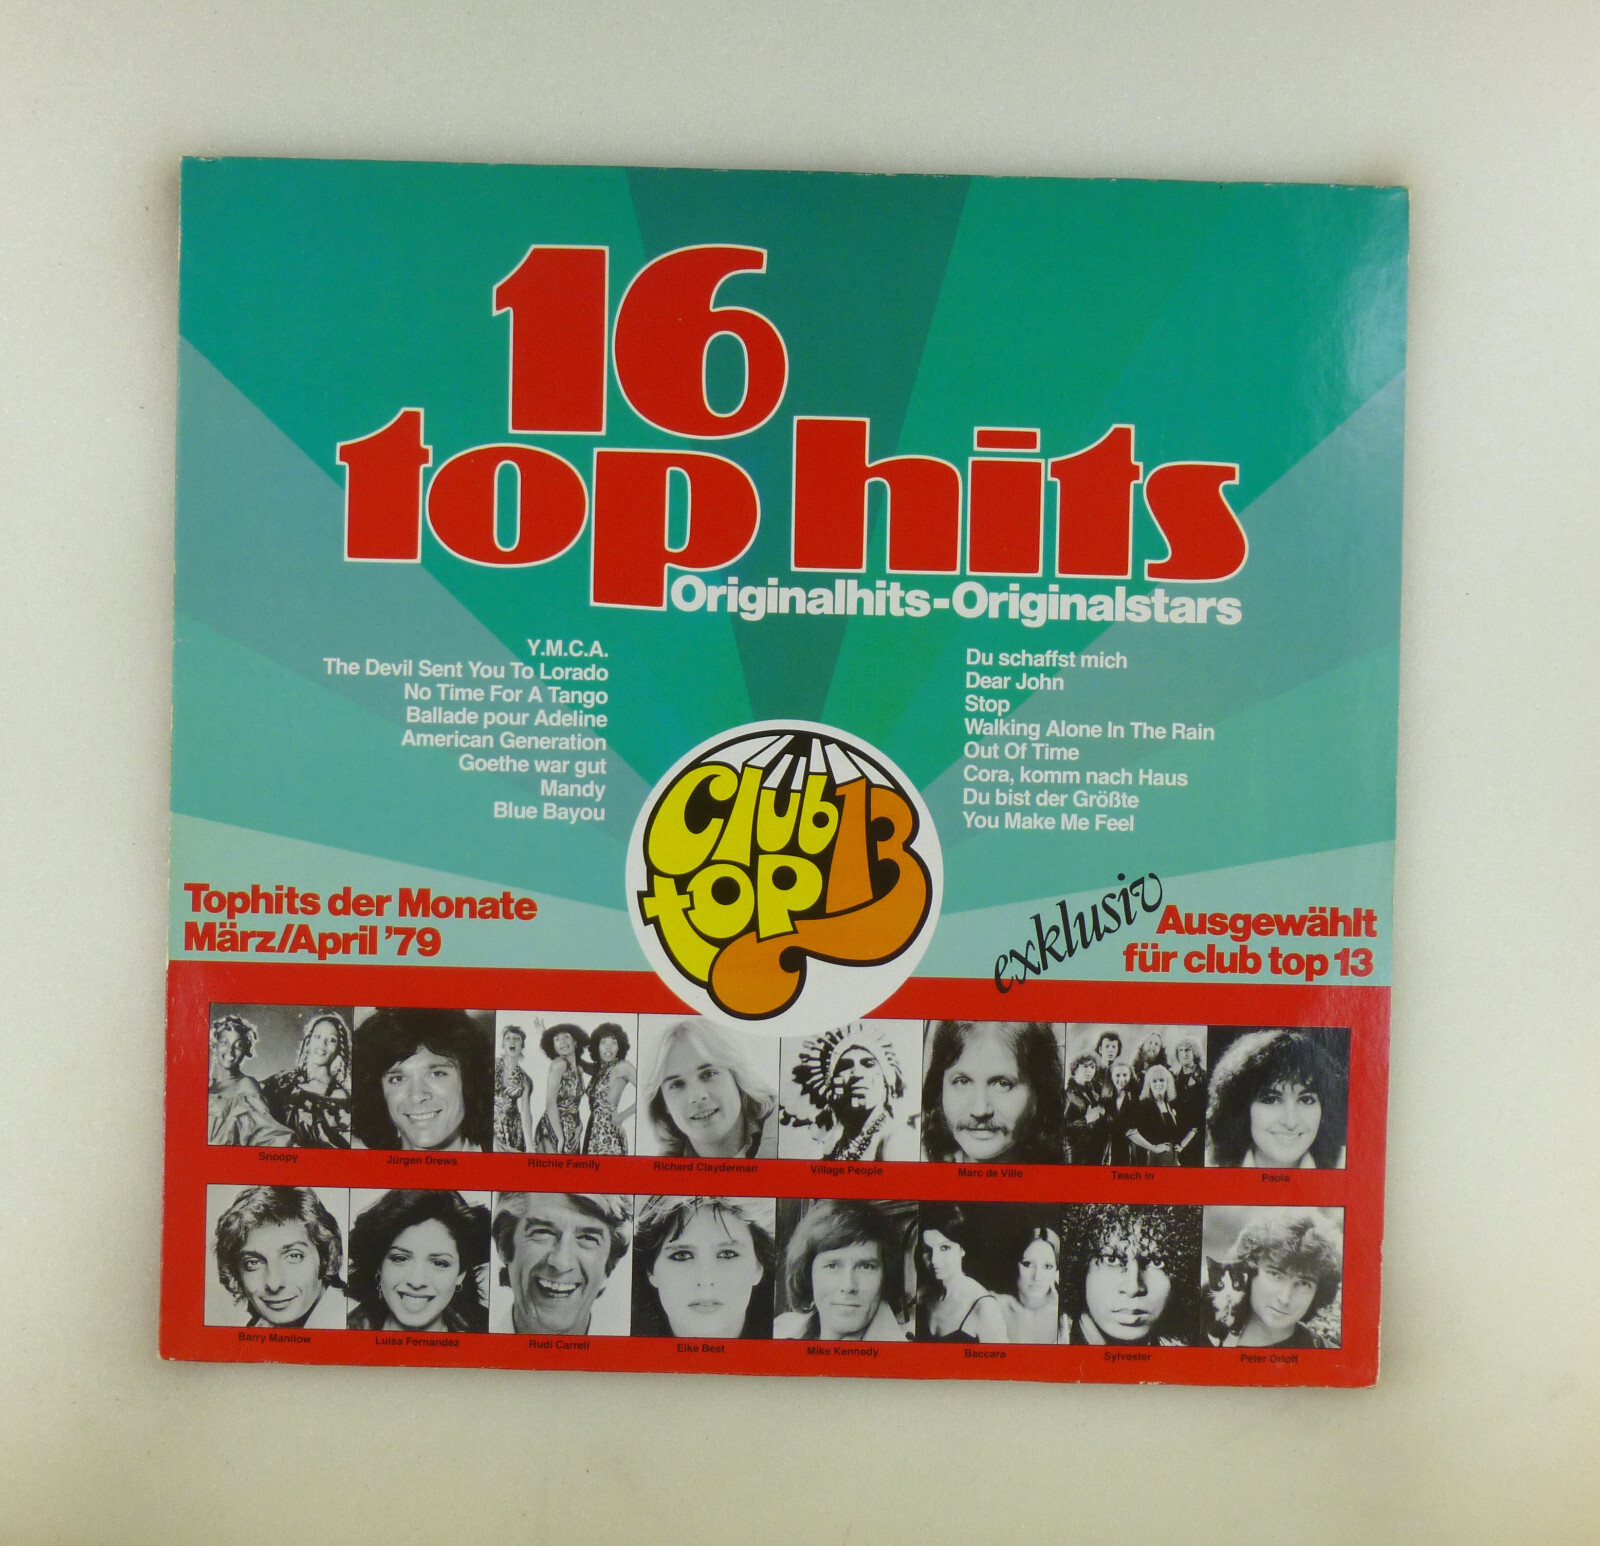 16
top hits
Originalhits-Originalstars
Y.M.C.A.
The Devil Sent You To Lorado
No Time For A Tango
Ballade pour Adeline
American Generation
Goethe war gut
Mandy
Blue Bayou
Du schaffst mich
Dear John
Stop
Walking Alone In The Rain
Out Of Time
Cora, komm nach Haus
Du bist der Größte
You Make Me Feel
Club
top 13
Tophits der Monate
März/April '79
exklusiv
Ausgewählt
für club top 13
Snoopy
Jürgen Drews
Ritchie Family
Richard Clayderman
Village People
Marc de Ville
Teach In
Paola
Barry Manilow
Luisa Fernandez
Rudi Carrell
Elke Best
Mike Kennedy
Baccara
Sylvester
Peter Orloff